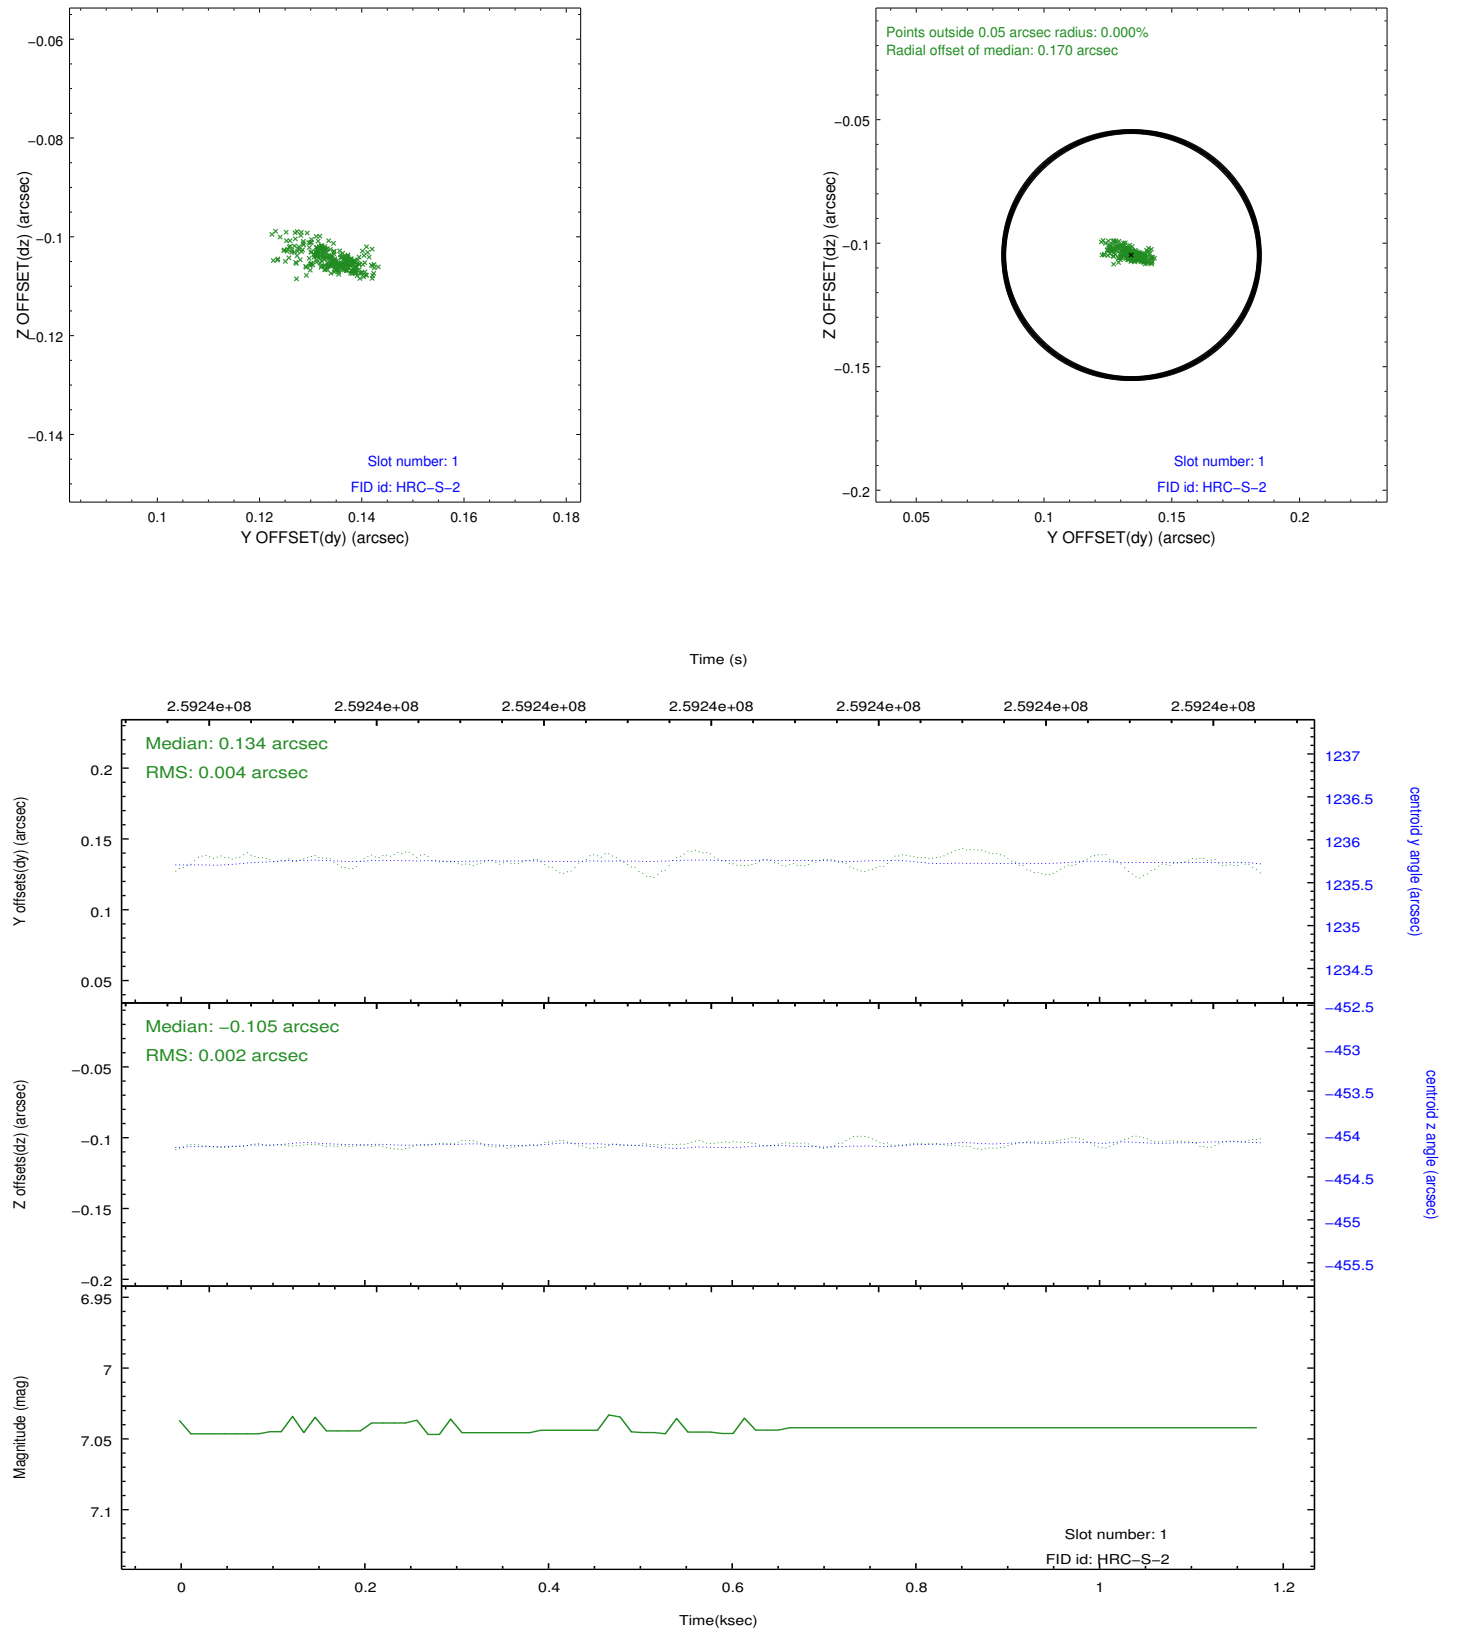 −0.06
−0.08
−0.1
−0.12
−0.14
Z OFFSET(dz) (arcsec)
Slot number: 1
FID id: HRC−S−2
0.1 0.12 0.14 0.16 0.18
Y OFFSET(dy) (arcsec)
Points outside 0.05 arcsec radius: 0.000%
Radial offset of median: 0.170 arcsec
−0.05
−0.1
−0.15
−0.2
Z OFFSET(dz) (arcsec)
Slot number: 1
FID id: HRC−S−2
0.05 0.1 0.15 0.2
Y OFFSET(dy) (arcsec)
Time (s)
2.5924e+08 2.5924e+08 2.5924e+08 2.5924e+08 2.5924e+08 2.5924e+08 2.5924e+08
Median: 0.134 arcsec
RMS: 0.004 arcsec
0.2
0.15
0.1
0.05
Y offsets(dy) (arcsec)
1237
1236.5
1236
1235.5
1235
1234.5
centroid y angle (arcsec)
Median: −0.105 arcsec
RMS: 0.002 arcsec
−0.05
−0.1
−0.15
−0.2
Z offsets(dz) (arcsec)
−452.5
−453
−453.5
−454
−454.5
−455
−455.5
centroid z angle (arcsec)
6.95
7
7.05
7.1
Magnitude (mag)
Slot number: 1
FID id: HRC−S−2
0 0.2 0.4 0.6 0.8 1 1.2
Time(ksec)